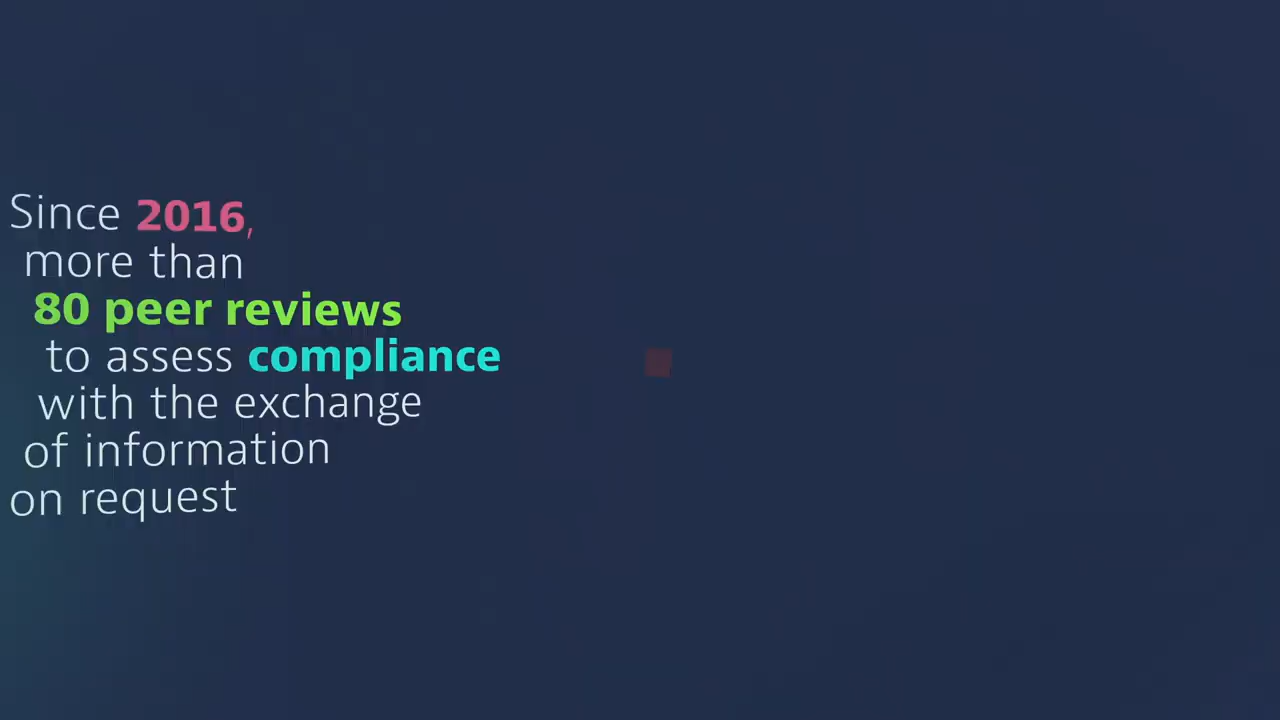 Since 2016,
more than
80 peer reviews
to assess compliance
with the exchange
of information
on request